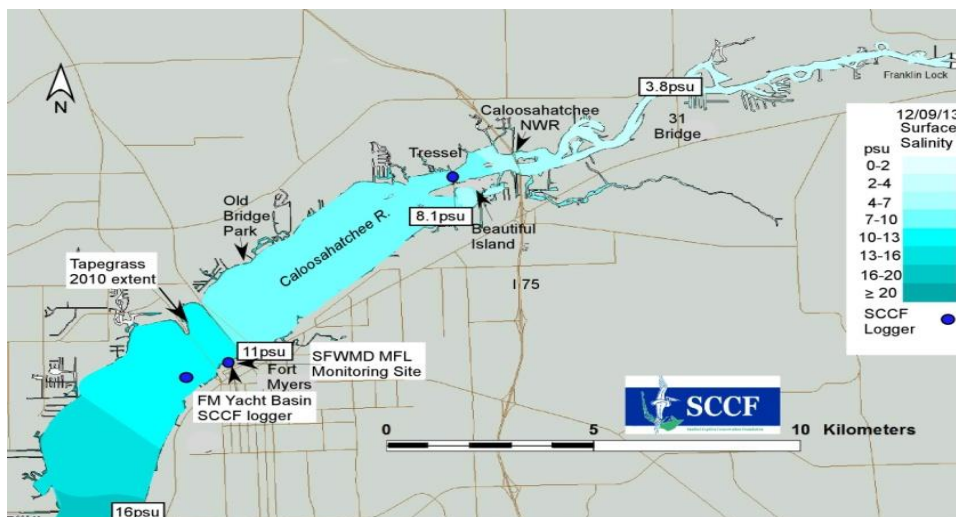 Franklin Lock
3.8psu
31
Bridge
Caloosahatchee
NWR
Tressel
12/09/13
Surface
Salinity
psu
0-2
2-4
4-7
7-10
10-13
13-16
16-20
≥ 20
SCCF
Logger
N
8.1psu
Beautiful
Island
Old
Bridge
Park
Caloosahatchee R.
Tapegrass
2010 extent
I 75
11psu
SFWMD MFL
Monitoring Site
Fort
Myers
FM Yacht Basin
SCCF logger
SCCF
0 5 10 Kilometers
16psu